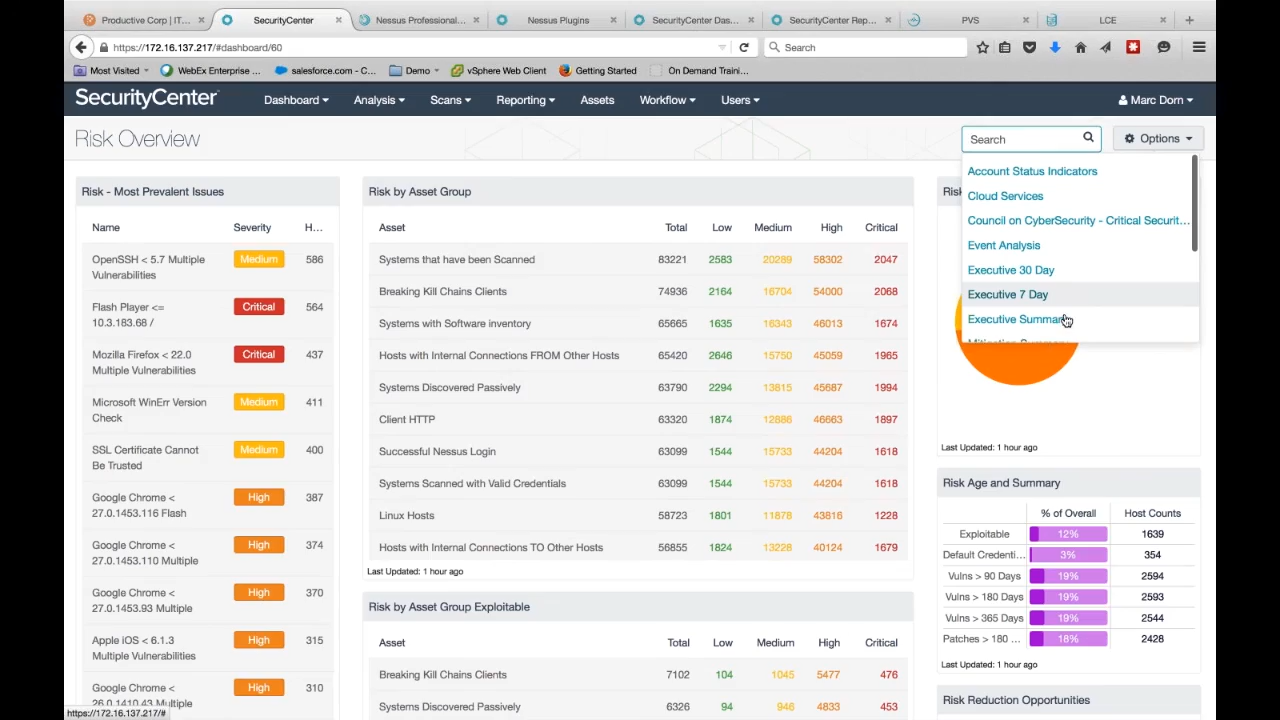 Productive Corp | IT...
SecurityCenter
Nessus Professional...
Nessus Plugins
SecurityCenter Das...
SecurityCenter Rep...
PVS
LCE
https://172.16.137.217/#dashboard/60
Search
Most Visited
WebEx Enterprise ...
salesforce.com - C...
Demo
vSphere Web Client
Getting Started
On Demand Traini...
SecurityCenter
Dashboard
Analysis
Scans
Reporting
Assets
Workflow
Users
Marc Dorn
Risk Overview
Search
Options
Account Status Indicators
Cloud Services
Council on CyberSecurity - Critical Securit...
Event Analysis
Executive 30 Day
Executive 7 Day
Executive Summary
Mitigation Summary
Risk - Most Prevalent Issues
Name Severity H...
OpenSSH < 5.7 Multiple Medium 586
Vulnerabilities
Flash Player <= Critical 564
10.3.183.68 /
Mozilla Firefox < 22.0 Critical 437
Multiple Vulnerabilities
Microsoft WinErr Version Medium 411
Check
SSL Certificate Cannot Medium 400
Be Trusted
Google Chrome < High 387
27.0.1453.116 Flash
Google Chrome < High 374
27.0.1453.110 Multiple
Google Chrome < High 370
27.0.1453.93 Multiple
Apple iOS < 6.1.3 High 315
Multiple Vulnerabilities
Google Chrome < High 310
26.0.1410.43 Multiple
https://172.16.137.217/#
Risk by Asset Group
Asset Total Low Medium High Critical
Systems that have been Scanned 83221 2583 20289 58302 2047
Breaking Kill Chains Clients 74936 2164 16704 54000 2068
Systems with Software inventory 65665 1635 16343 46013 1674
Hosts with Internal Connections FROM Other Hosts 65420 2646 15750 45059 1965
Systems Discovered Passively 63790 2294 13815 45687 1994
Client HTTP 63320 1874 12886 46663 1897
Successful Nessus Login 63099 1544 15733 44204 1618
Systems Scanned with Valid Credentials 63099 1544 15733 44204 1618
Linux Hosts 58723 1801 11878 43816 1228
Hosts with Internal Connections TO Other Hosts 56855 1824 13228 40124 1679
Last Updated: 1 hour ago
Risk by Asset Group Exploitable
Asset Total Low Medium High Critical
Breaking Kill Chains Clients 7102 104 1045 5477 476
Systems Discovered Passively 6326 94 946 4833 453
Ris
Last Updated: 1 hour ago
Risk Age and Summary
% of Overall Host Counts
Exploitable 12% 1639
Default Credenti... 3% 354
Vulns > 90 Days 19% 2594
Vulns > 180 Days 19% 2593
Vulns > 365 Days 19% 2544
Patches > 180 ... 18% 2428
Last Updated: 1 hour ago
Risk Reduction Opportunities